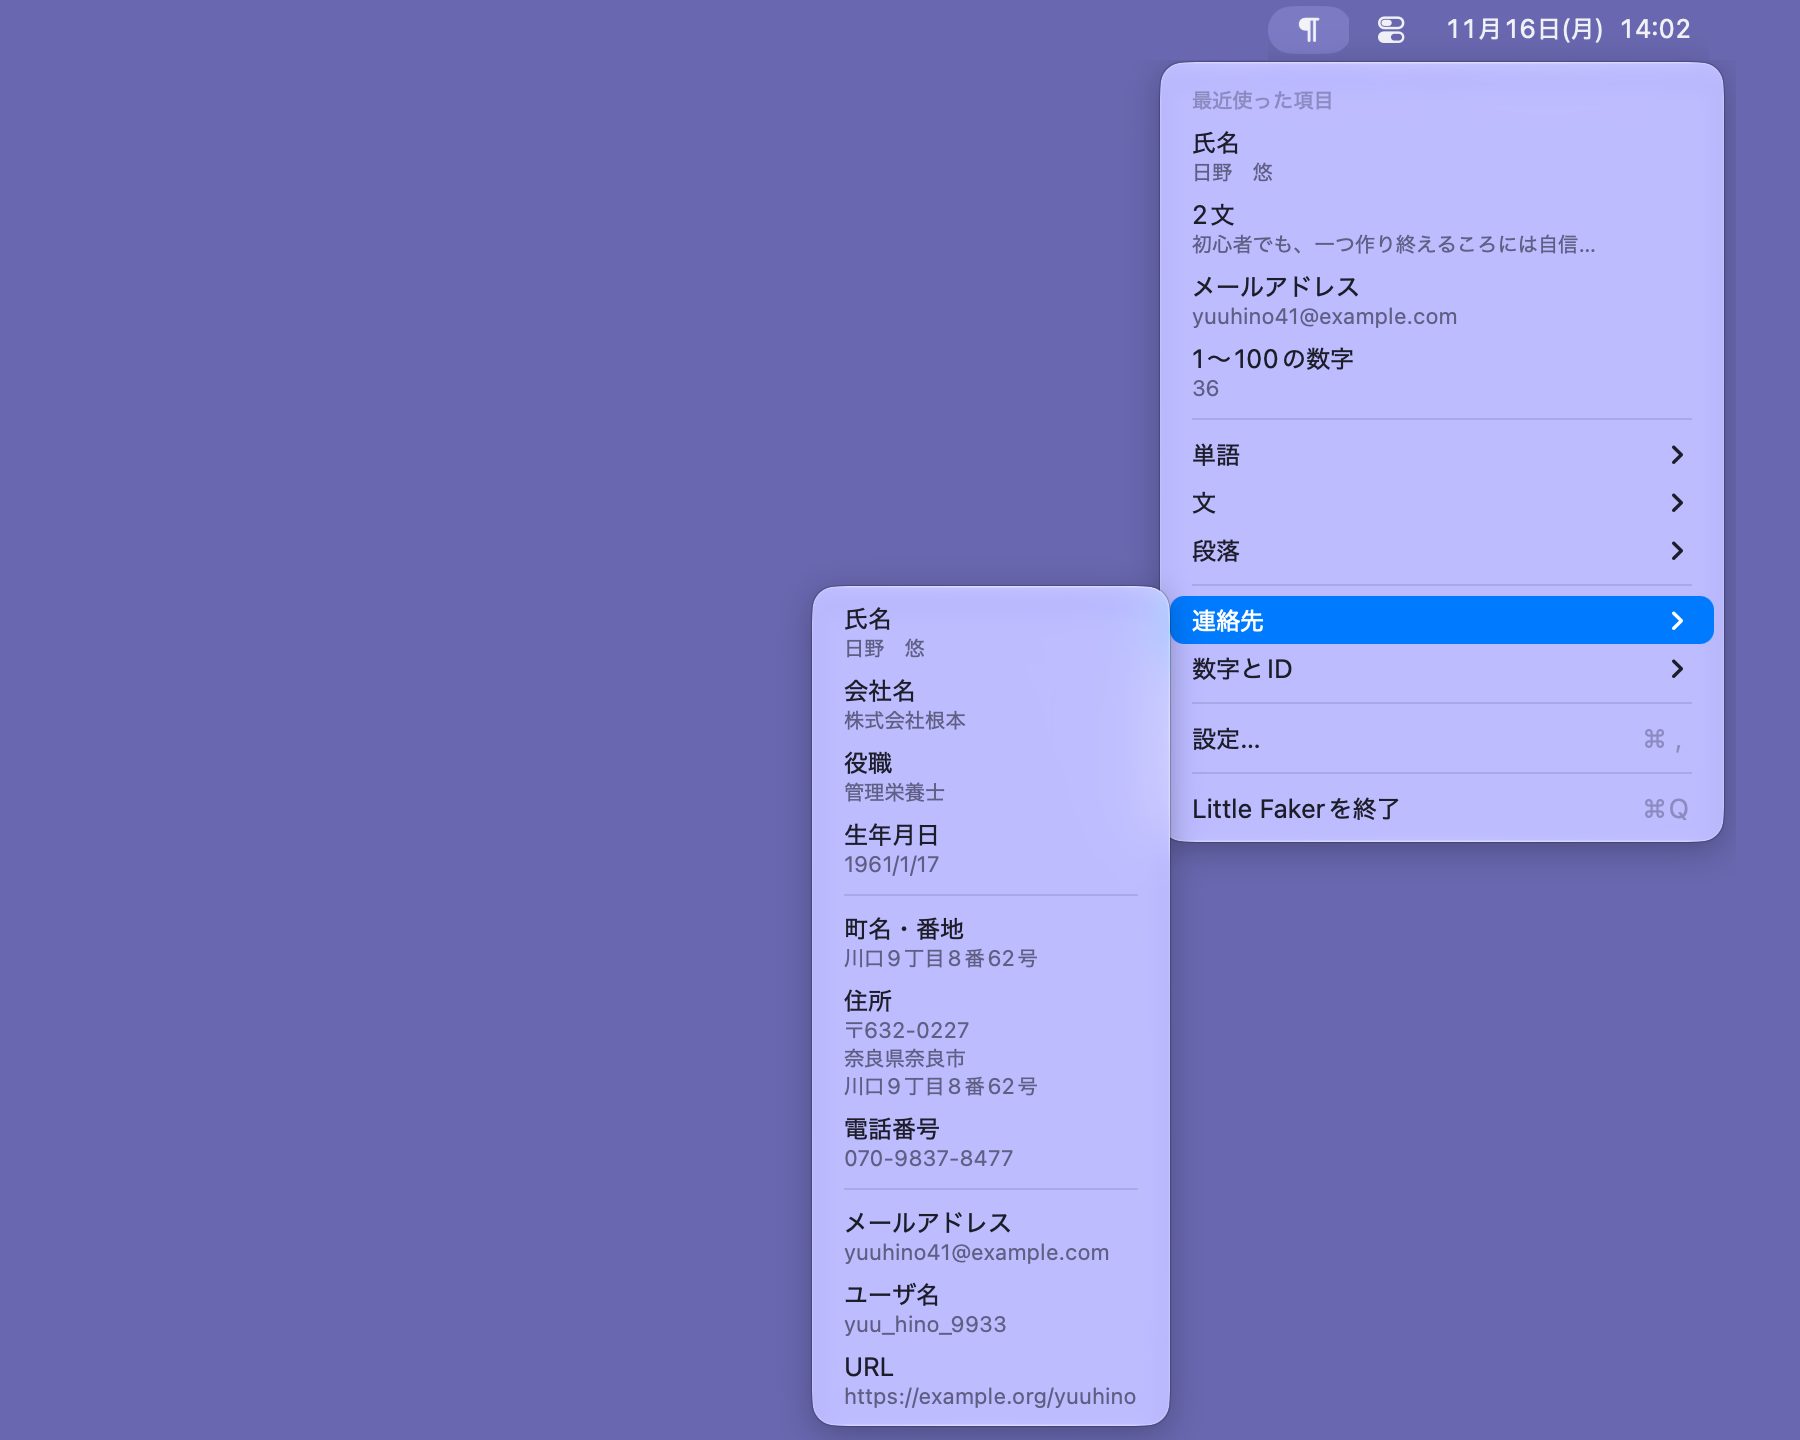 11月16日(月) 14:02
最近使った項目
氏名
日野　悠
2文
初心者でも、一つ作り終えるころには自信...
メールアドレス
yuuhino41@example.com
1〜100の数字
36
単語
文
段落
連絡先
数字とID
設定... ⌘ ,
Little Fakerを終了 ⌘Q
氏名
日野　悠
会社名
株式会社根本
役職
管理栄養士
生年月日
1961/1/17
町名・番地
川口9丁目8番62号
住所
〒632-0227
奈良県奈良市
川口9丁目8番62号
電話番号
070-9837-8477
メールアドレス
yuuhino41@example.com
ユーザ名
yuu_hino_9933
URL
https://example.org/yuuhino